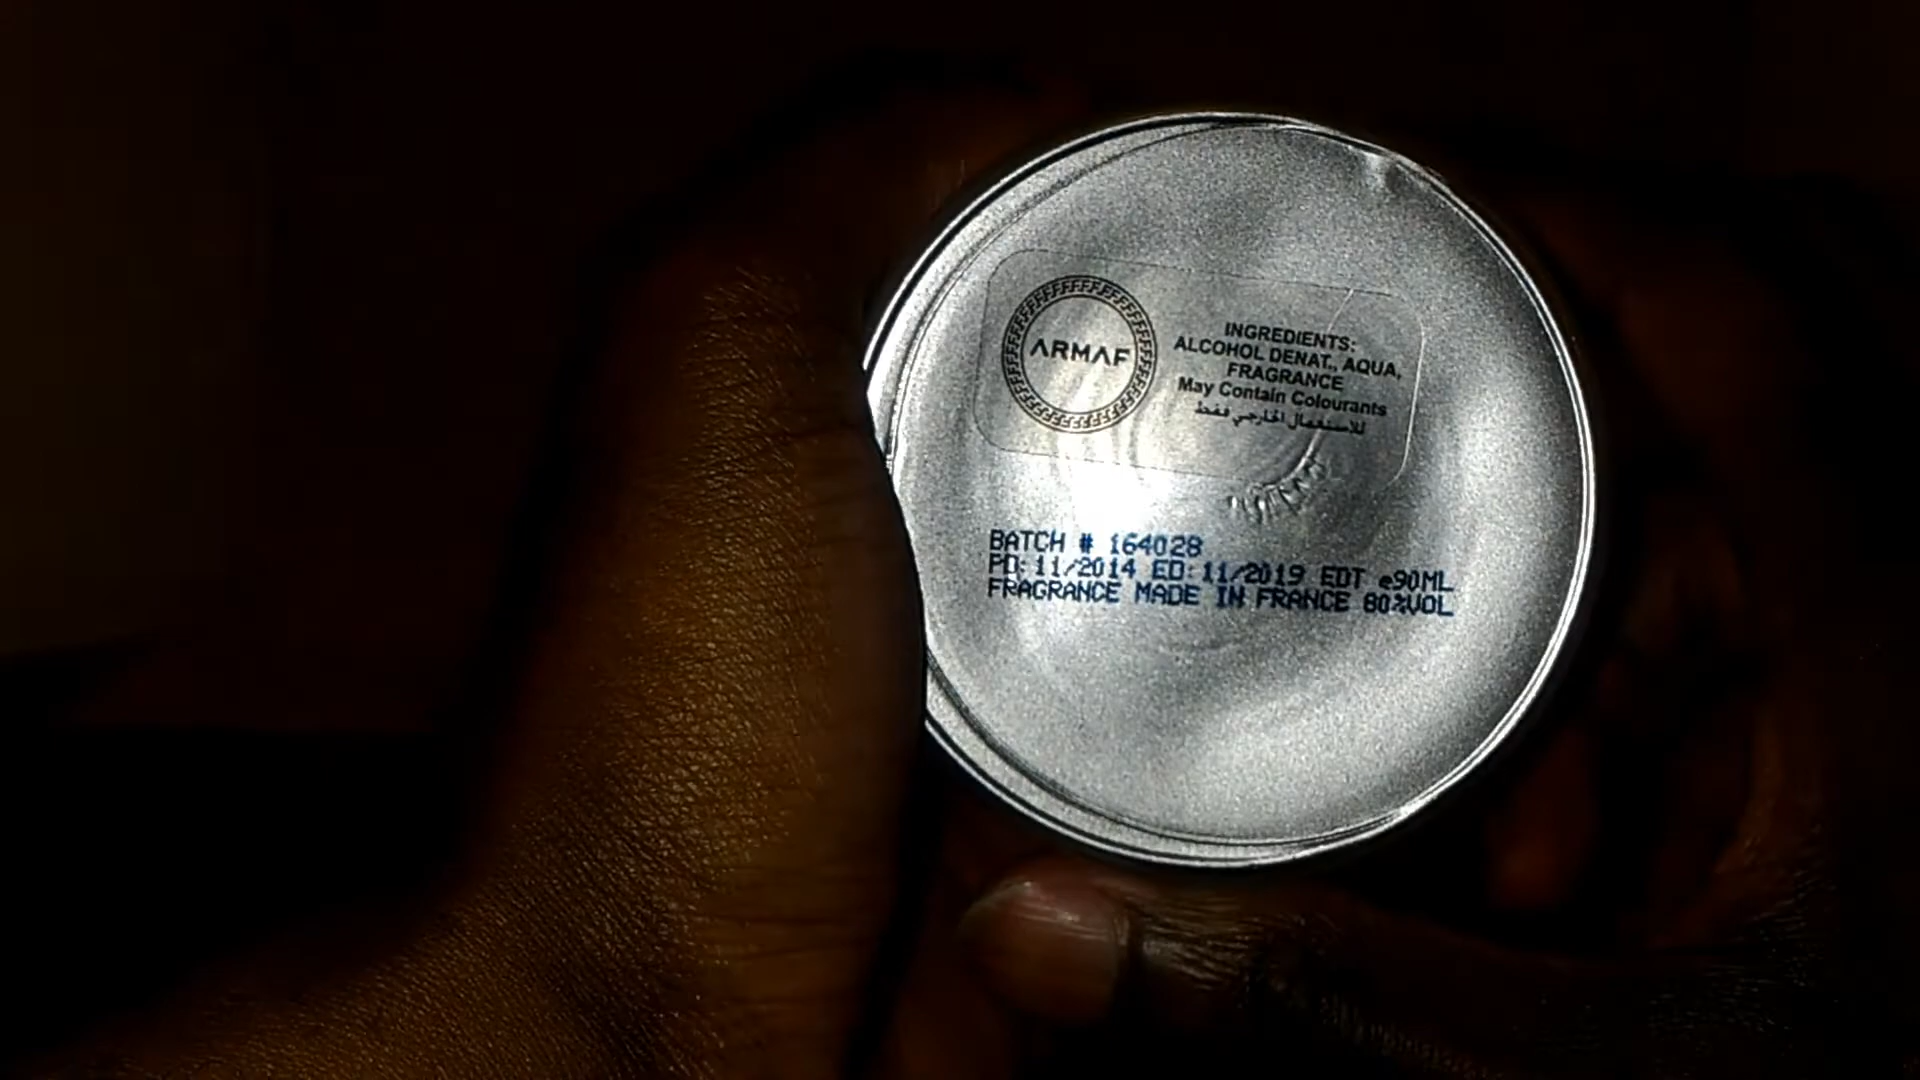 ARMAF
INGREDIENTS:
ALCOHOL DENAT., AQUA,
FRAGRANCE
May Contain Colourants
للاستعمال الخارجي فقط
BATCH # 164028
PD:11/2014 ED:11/2019 EDT e90ML
FRAGRANCE MADE IN FRANCE 80%VOL